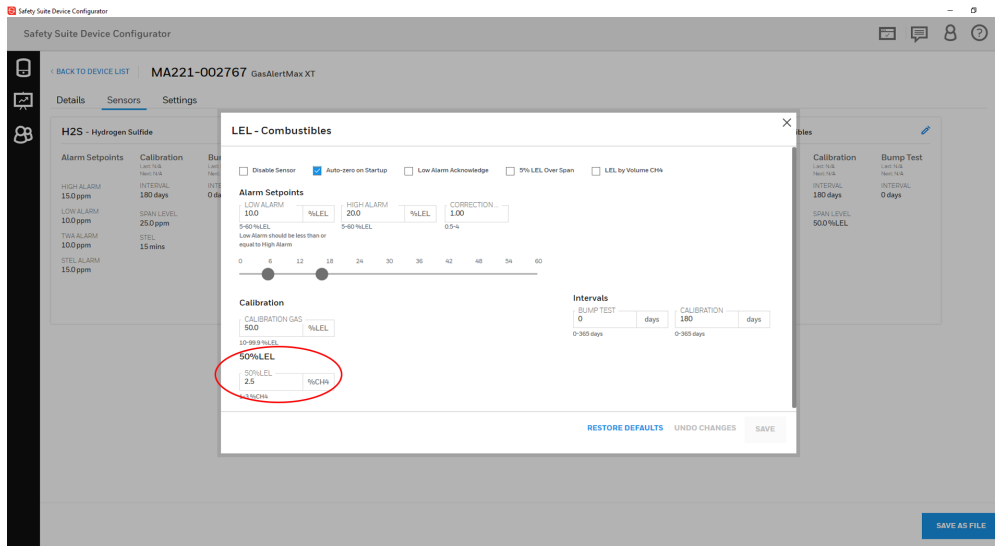 Safety Suite Device Configurator
Safety Suite Device Configurator
< BACK TO DEVICE LIST MA221-002767 GasAlertMax XT
Details Sensors Settings
H2S - Hydrogen Sulfide
Alarm Setpoints Calibration
Last: N/A
Next: N/A
HIGH ALARM INTERVAL
15.0 ppm 180 days
LOW ALARM SPAN LEVEL
10.0 ppm 25.0 ppm
TWA ALARM STEL
10.0 ppm 15 mins
STEL ALARM
15.0 ppm
LEL - Combustibles
Disable Sensor Auto-zero on Startup Low Alarm Acknowledge 5% LEL Over Span LEL by Volume CH4
Alarm Setpoints
LOW ALARM HIGH ALARM CORRECTION...
10.0 %LEL 20.0 %LEL 1.00
5-60 %LEL 5-60 %LEL 0.5-4
Low Alarm should be less than or
equal to High Alarm
0 6 12 18 24 30 36 42 48 54 60
Calibration
CALIBRATION GAS
50.0 %LEL
10-99.9 %LEL
50%LEL
50%LEL
2.5 %CH4
1-3 %CH4
Intervals
BUMP TEST CALIBRATION
0 days 180 days
0-365 days 0-365 days
RESTORE DEFAULTS UNDO CHANGES SAVE
Calibration Bump Test
Last: N/A Last: N/A
Next: N/A Next: N/A
INTERVAL INTERVAL
180 days 0 days
SPAN LEVEL
50.0 %LEL
SAVE AS FILE